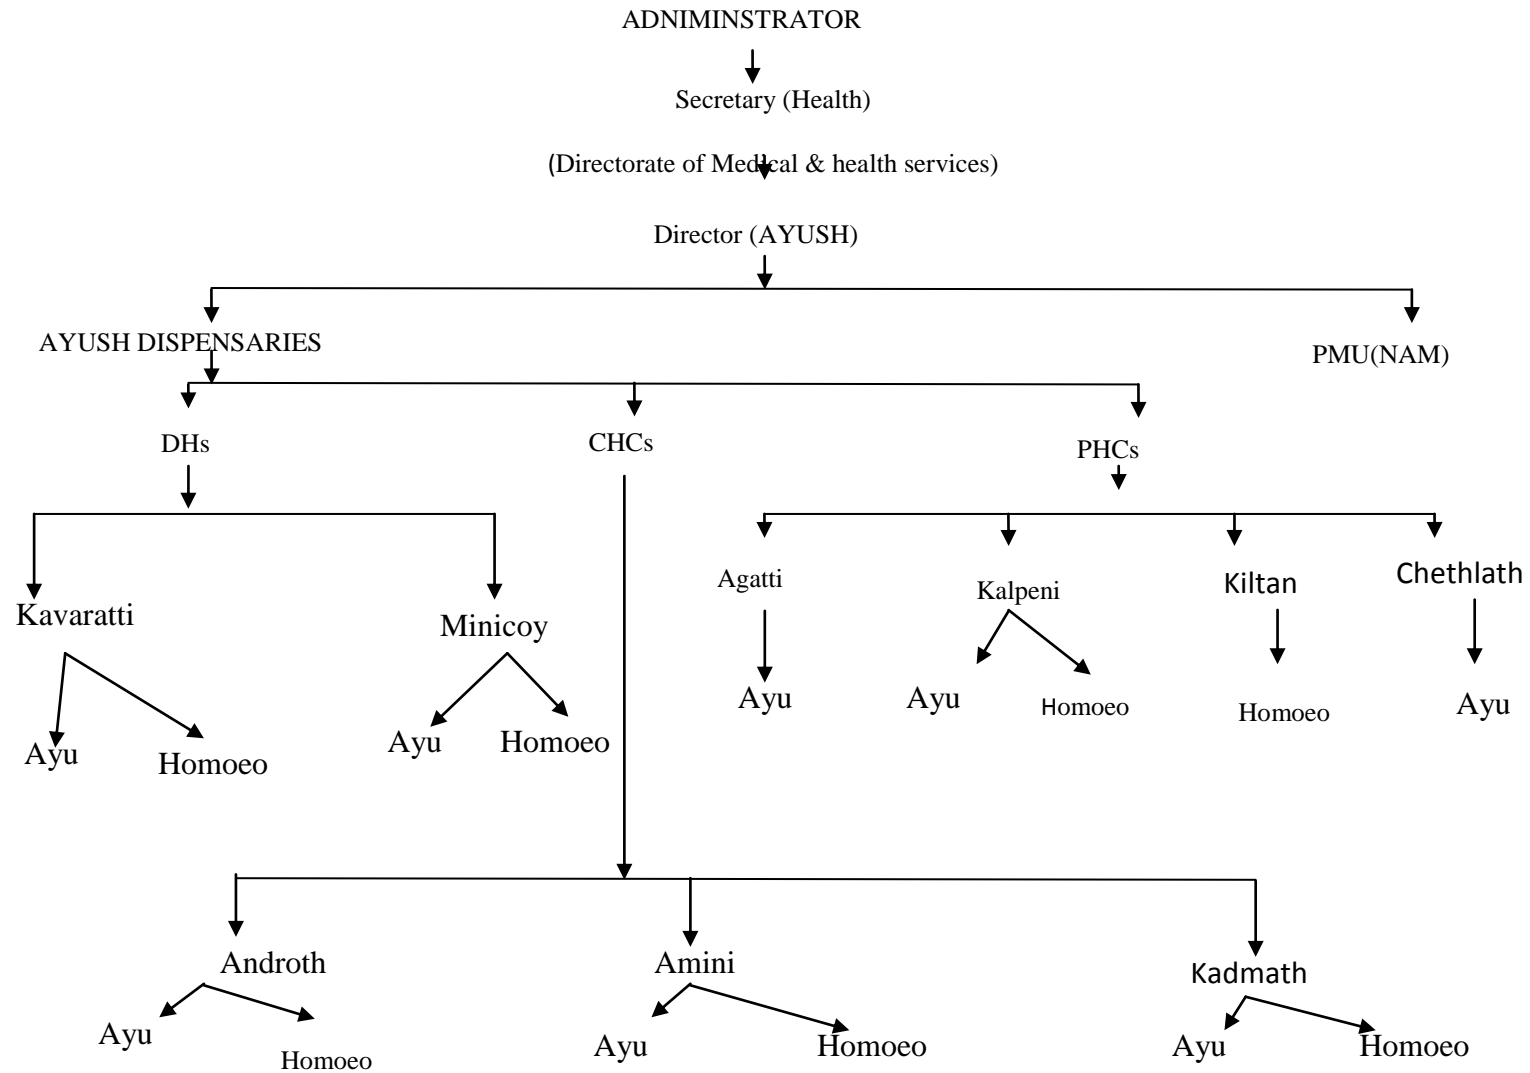 ADNIMINSTRATOR
Secretary (Health)
(Directorate of Medical & health services)
Director (AYUSH)
AYUSH DISPENSARIES
PMU(NAM)
DHs
CHCs
PHCs
Agatti
Kalpeni
Kiltan
Chethlath
Kavaratti
Minicoy
Ayu
Ayu
Homoeo
Homoeo
Ayu
Ayu
Homoeo
Ayu
Homoeo
Androth
Amini
Kadmath
Ayu
Homoeo
Ayu
Homoeo
Ayu
Homoeo